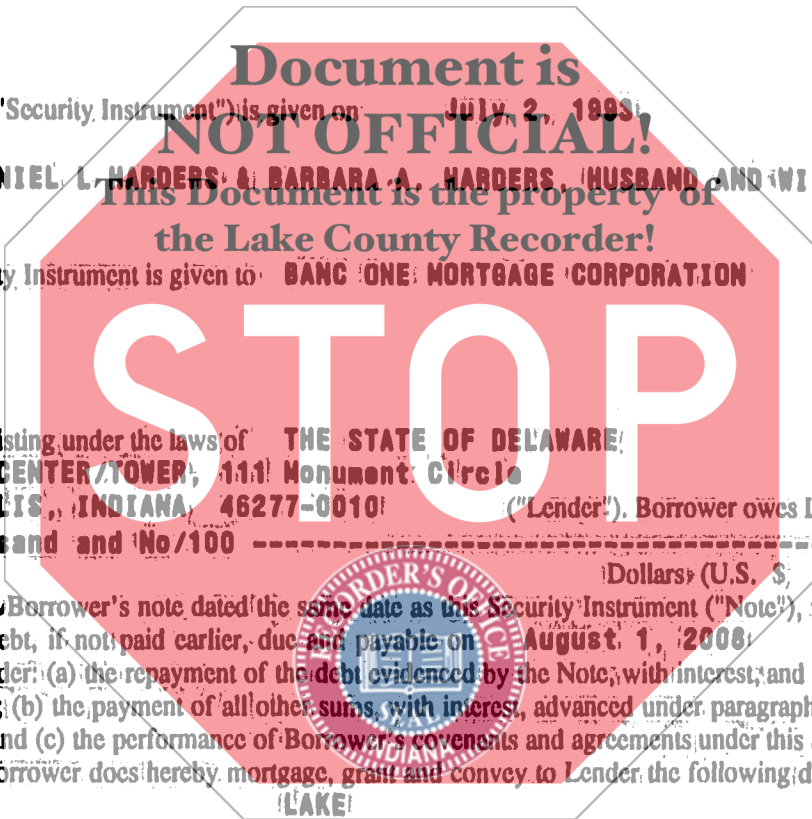 Document is
"Security Instrument") is given on July 2, 1993
NOT OFFICIAL!
NIEL L HARDERS & BARBARA A. HARDERS, HUSBAND AND WI
This Document is the property of
the Lake County Recorder!
y Instrument is given to BANC ONE MORTGAGE CORPORATION
STOP
isting under the laws of THE STATE OF DELAWARE
CENTER/TOWER, 111 Monument Circle
LIS, INDIANA, 46277-0010 ("Lender"). Borrower owes L
sand and No/100 --------------------
Dollars (U.S. $
Borrower's note dated the same date as this Security Instrument ("Note"),
ebt, if not paid earlier, due and payable on August 1, 2008
der: (a) the repayment of the debt evidenced by the Note, with interest, and
; (b) the payment of all other sums, with interest, advanced under paragraph
nd (c) the performance of Borrower's covenants and agreements under this
orrower does hereby mortgage, grant and convey to Lender the following d
LAKE
RECORDER'S OFFICE
SEAL
INDIANA